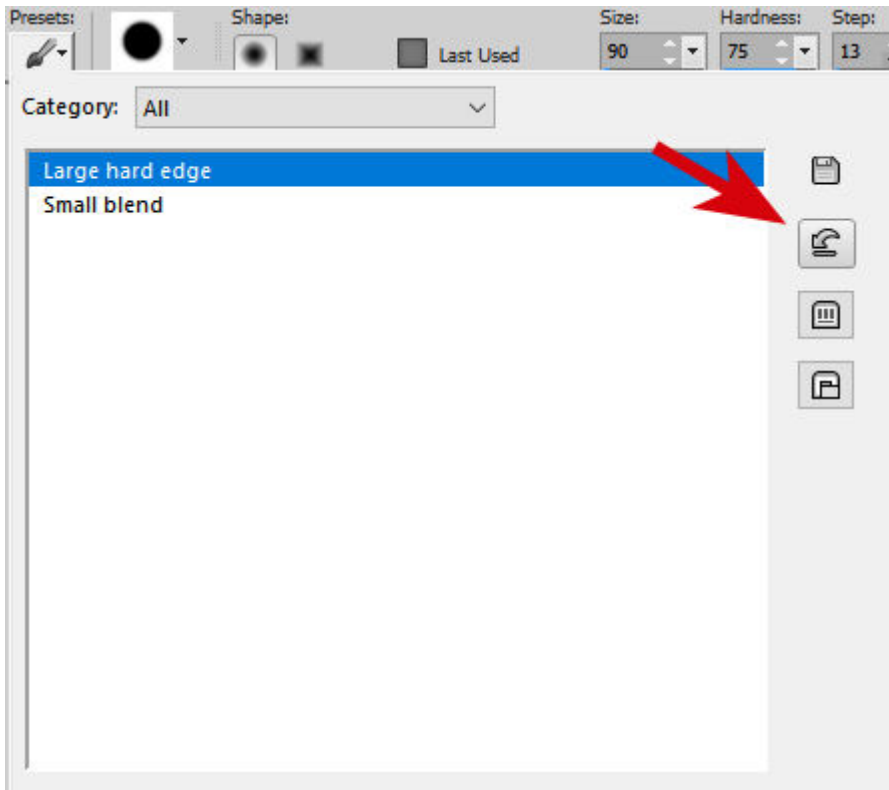 Presets: Shape: Size: Hardness: Step:
Last Used 90 75 13
Category: All
Large hard edge
Small blend